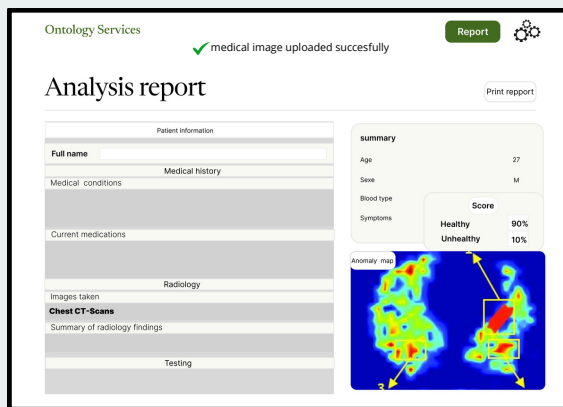 Ontology Services
Report
medical image uploaded succesfully
Analysis report
Print repport
Patient information
Full name
Medical history
Medical conditions
Current medications
Radiology
Images taken
Chest CT-Scans
Summary of radiology findings
Testing
summary
Age 27
Sexe M
Blood type
Symptoms
Score
Healthy 90%
Unhealthy 10%
Anomaly map
3